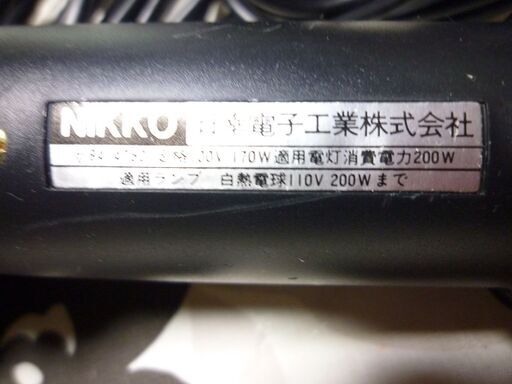 NIKKO 日幸電子工業株式会社
170W 適用電灯消費電力200W
適用ランプ 白熱電球110V 200Wまで